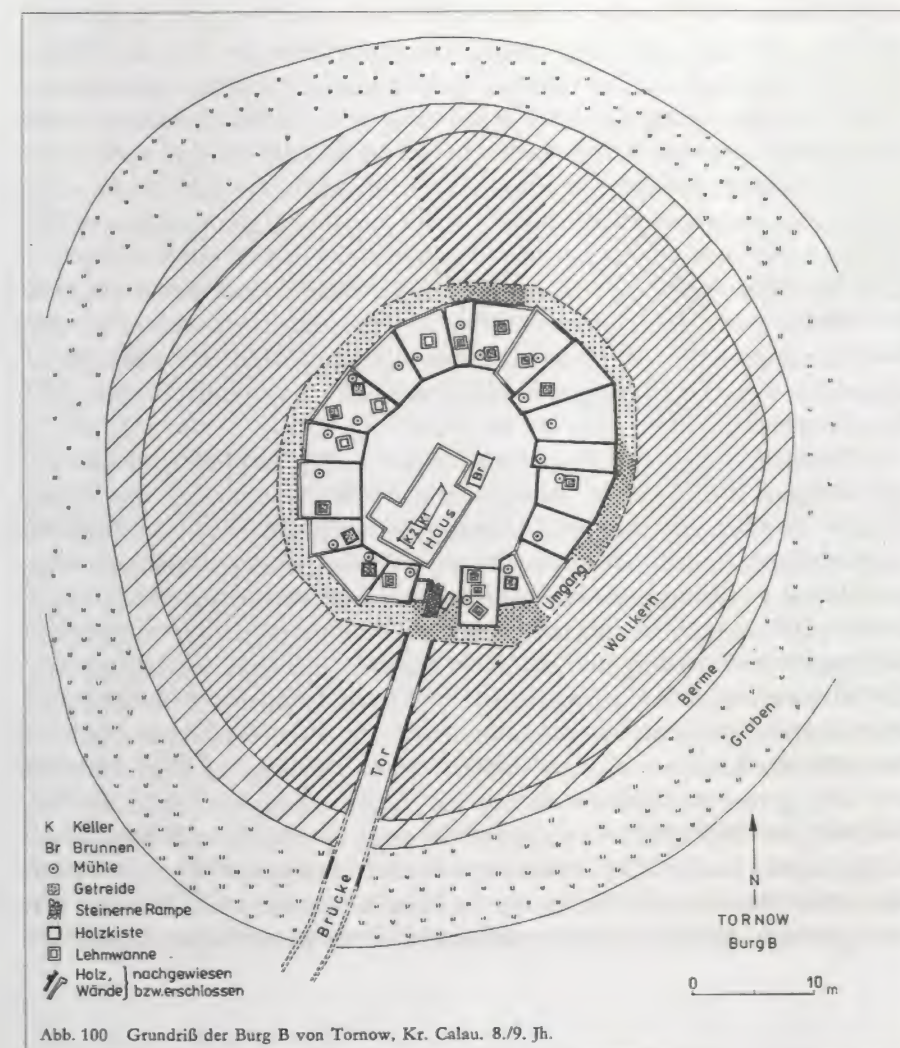 Br
K2
K1
Haus
Umgang
Wallkern
Berme
Graben
Tor
Brücke
K Keller
Br Brunnen
Mühle
Getreide
Steinerne Rampe
Holzkiste
Lehmwanne
Holz, } nachgewiesen
Wände } bzw. erschlossen
N
TORNOW
Burg B
0 10 m
Abb. 100 Grundriß der Burg B von Tornow, Kr. Calau. 8./9. Jh.